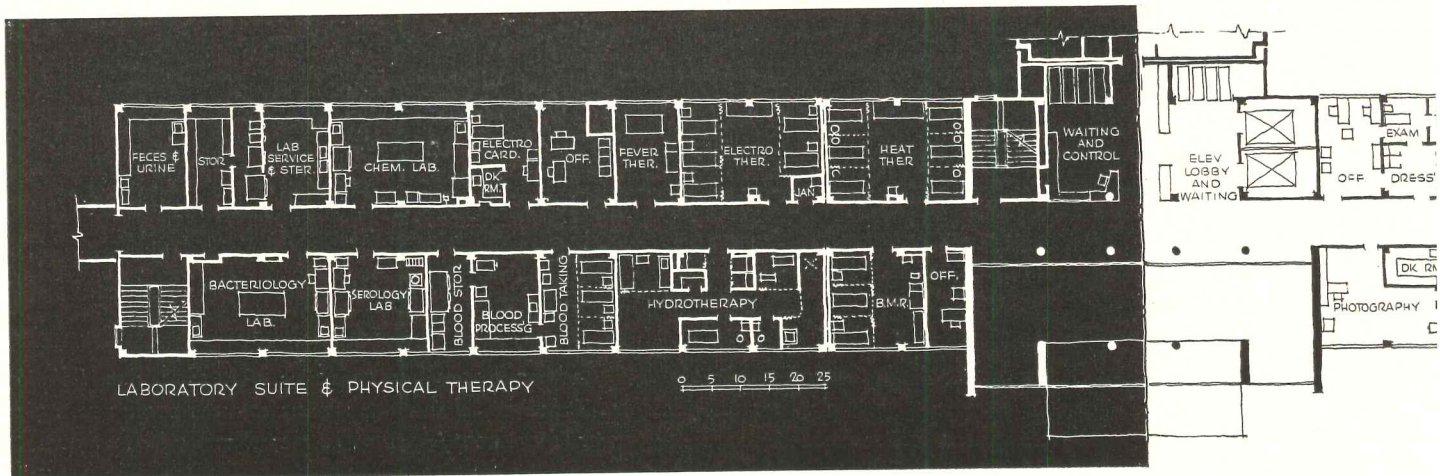 FECES &
URINE
STOR
LAB
SERVICE
& STER.
CHEM. LAB.
ELECTRO
CARD.
DK
RM.
OFF.
FEVER
THER.
ELECTRO
THER.
JAN
HEAT
THER
WAITING
AND
CONTROL
ELEV
LOBBY
AND
WAITING
OFF.
EXAM
DRESS'
BACTERIOLOGY
LAB.
SEROLOGY
LAB
BLOOD STOR
BLOOD
PROCESS'G
BLOOD TAKING
HYDROTHERAPY
B.M.R.
OFF.
PHOTOGRAPHY
DK RM
LABORATORY SUITE & PHYSICAL THERAPY
0 5 10 15 20 25